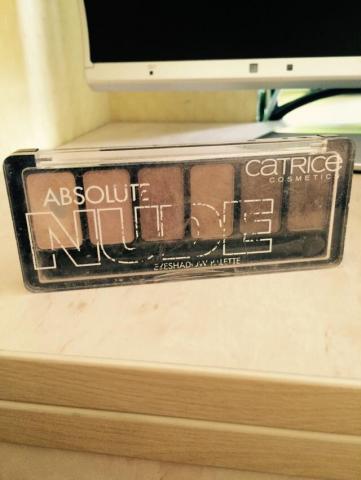 CATRICE
COSMETICS
ABSOLUTE
NUDE
EYESHADOW PALETTE